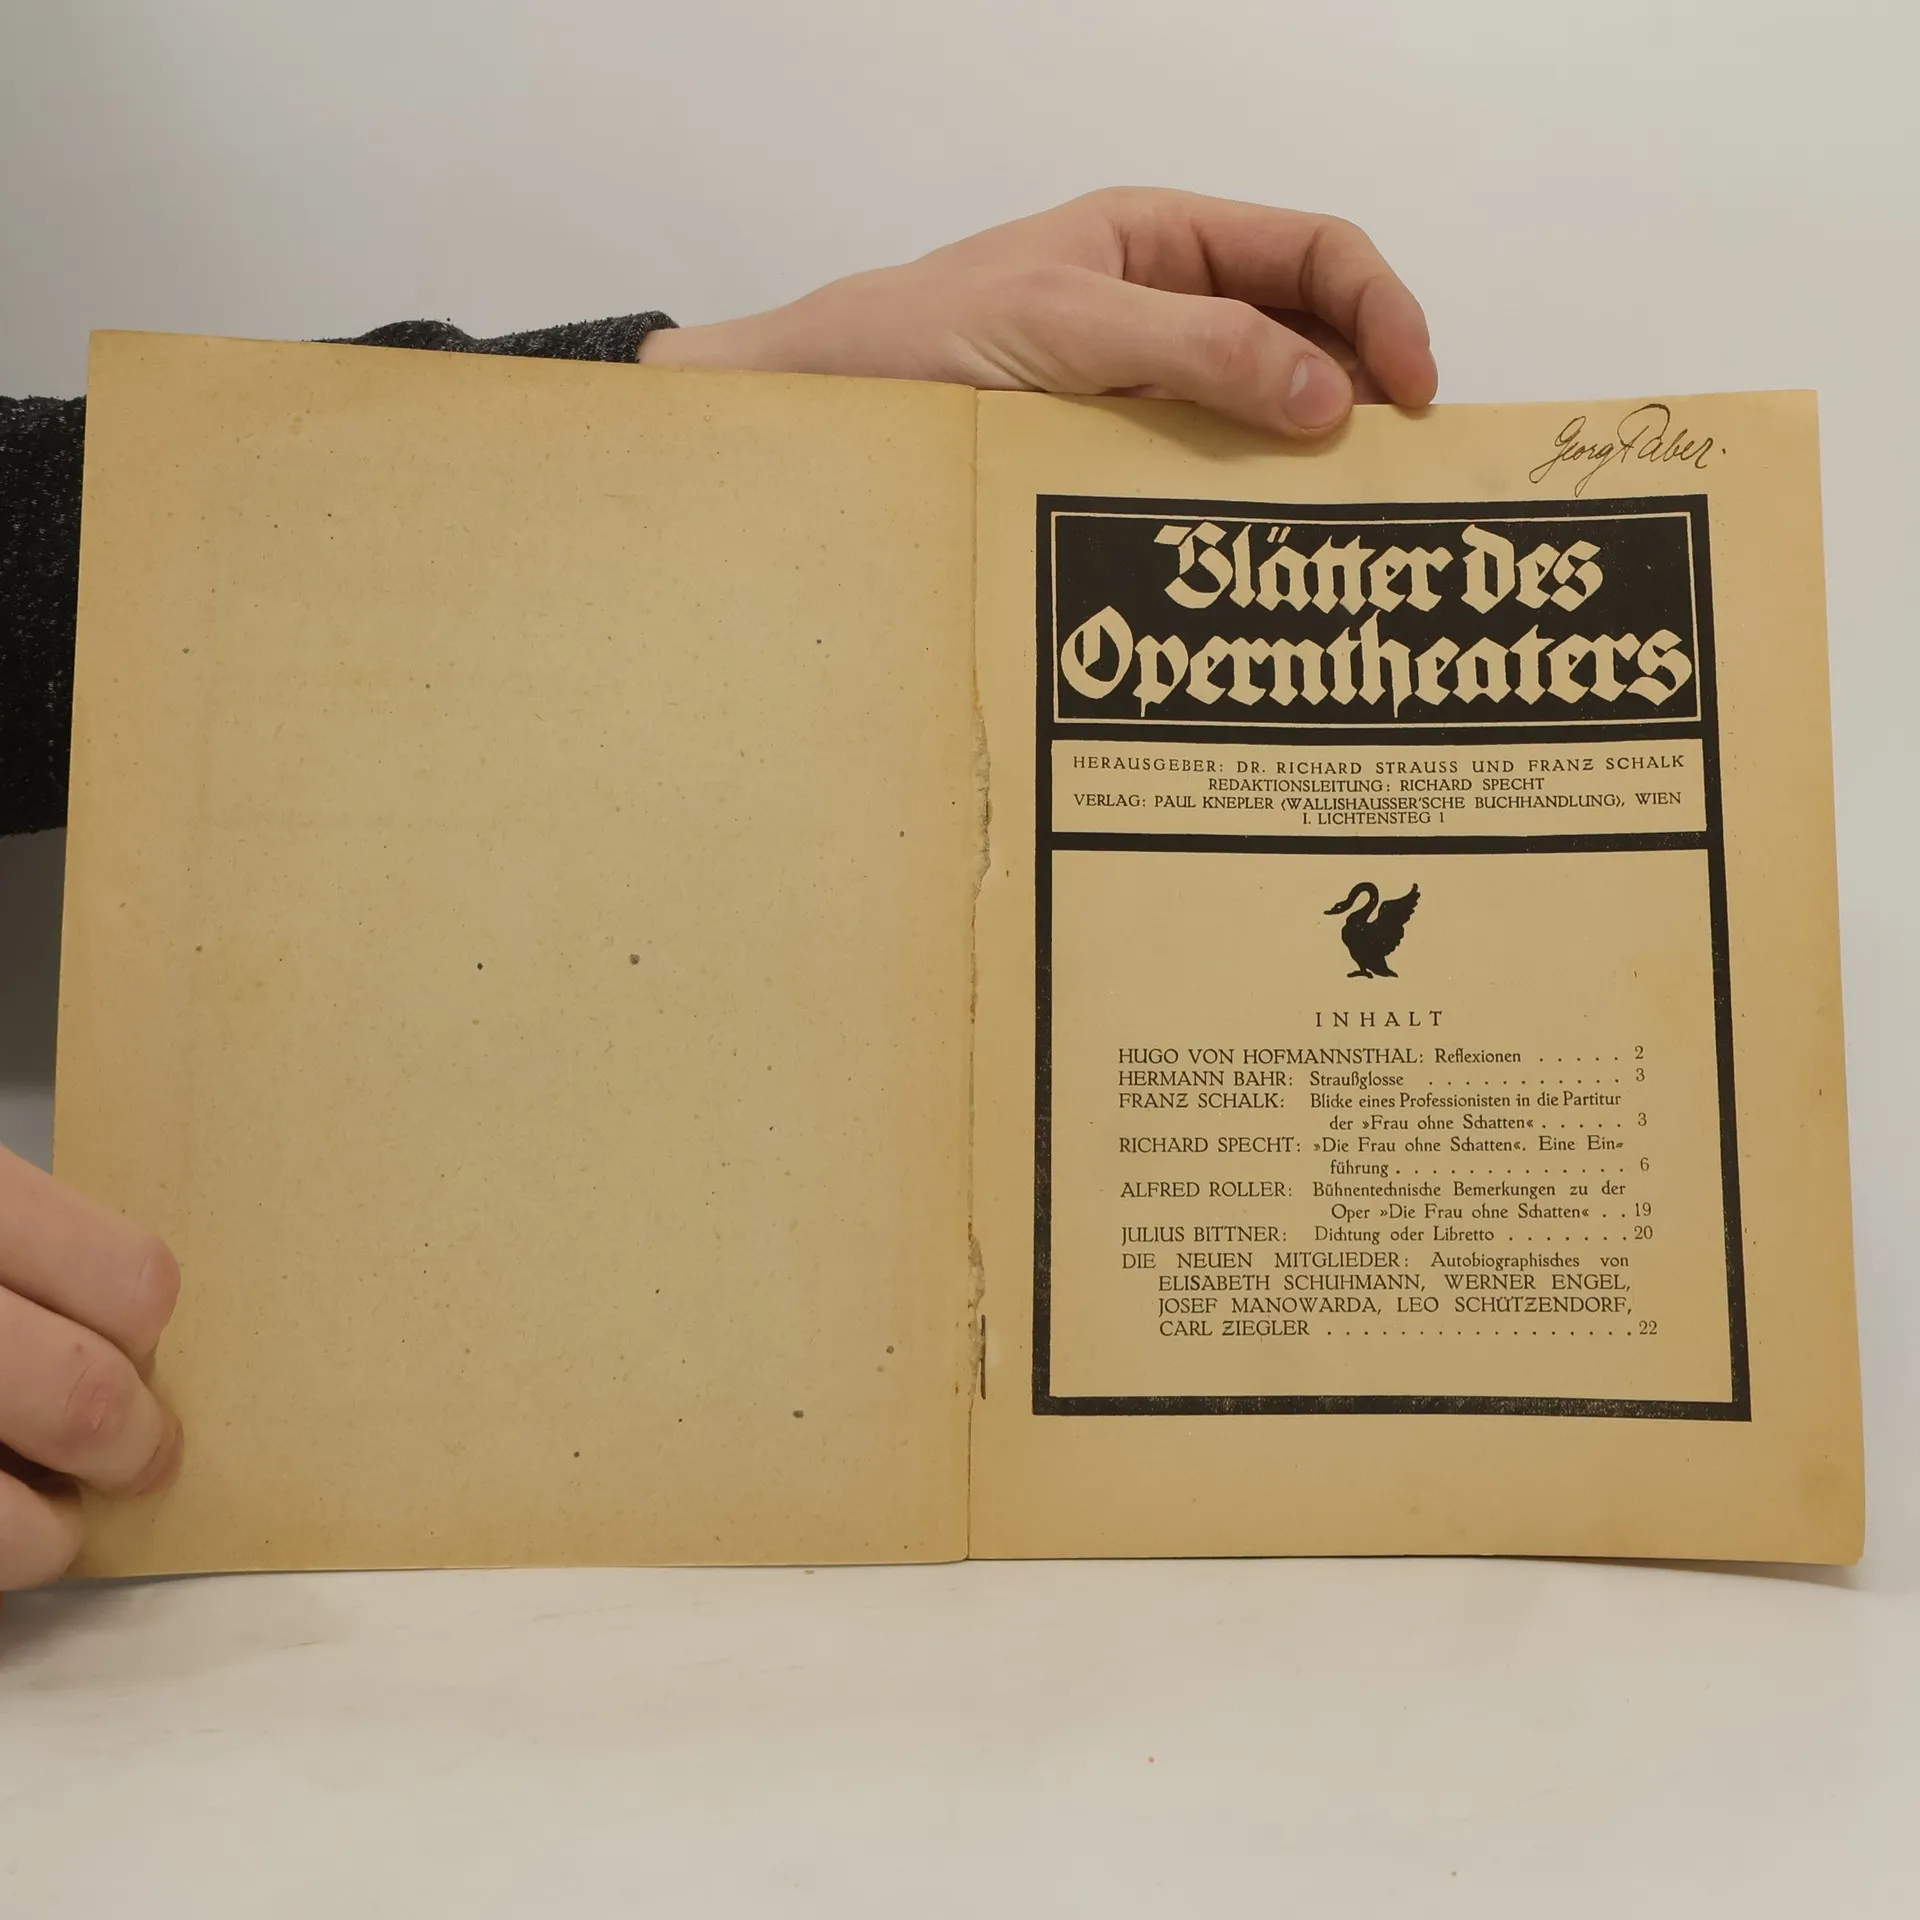 Georg Faber.
Blätter des
Operntheaters
HERAUSGEBER: DR. RICHARD STRAUSS UND FRANZ SCHALK
REDAKTIONSLEITUNG: RICHARD SPECHT
VERLAG: PAUL KNEPLER (WALLISHAUSSER'SCHE BUCHHANDLUNG), WIEN
I. LICHTENSTEG 1
INHALT
HUGO VON HOFMANNSTHAL: Reflexionen . . . . . 2
HERMANN BAHR: Straußglosse . . . . . . . . . . . 3
FRANZ SCHALK: Blicke eines Professionisten in die Partitur
der »Frau ohne Schatten« . . . . . 3
RICHARD SPECHT: »Die Frau ohne Schatten«. Eine Ein=
führung . . . . . . . . . . . . . 6
ALFRED ROLLER: Bühnentechnische Bemerkungen zu der
Oper »Die Frau ohne Schatten« . . 19
JULIUS BITTNER: Dichtung oder Libretto . . . . . . . 20
DIE NEUEN MITGLIEDER: Autobiographisches von
ELISABETH SCHUHMANN, WERNER ENGEL,
JOSEF MANOWARDA, LEO SCHÜTZENDORF,
CARL ZIEGLER . . . . . . . . . . . . . . . . . 22